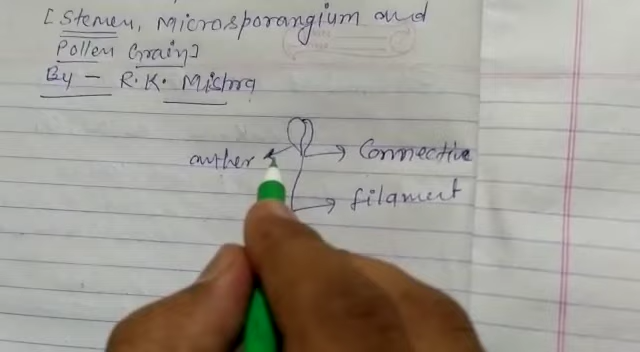 [Stemen, Microsporangium and
Pollen Grain]
By - R.K. Mishra
anther
Connective
filament